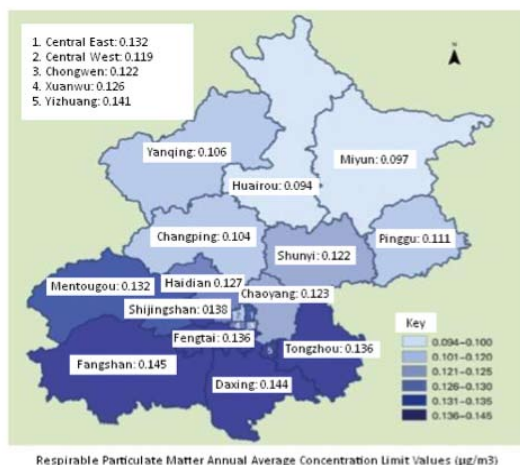 1. Central East: 0.132
2. Central West: 0.119
3. Chongwen: 0.122
4. Xuanwu: 0.126
5. Yizhuang: 0.141
N
Yanqing: 0.106
Miyun: 0.097
Huairou: 0.094
Changping: 0.104
Shunyi: 0.122
Pinggu: 0.111
Mentougou: 0.132
Haidian: 0.127
Chaoyang: 0.123
Shijingshan: 0138
Fengtai: 0.136
Tongzhou: 0.136
Fangshan: 0.145
Daxing: 0.144
Key
0.094–0.100
0.101–0.120
0.121–0.125
0.126–0.130
0.131–0.135
0.136–0.145
Respirable Particulate Matter Annual Average Concentration Limit Values (µg/m3)